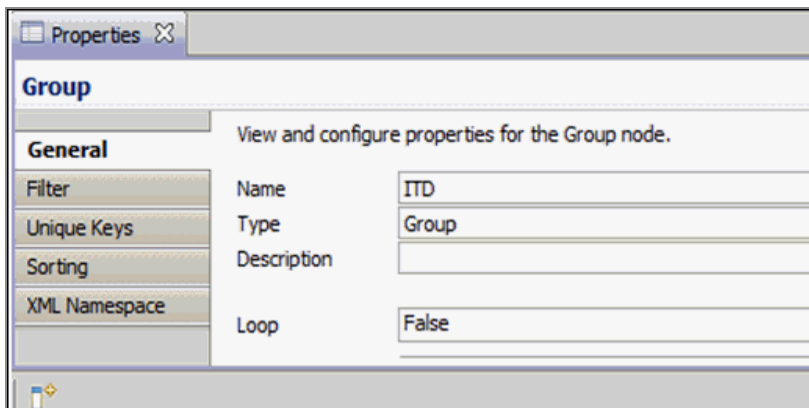 Properties
Group
General
View and configure properties for the Group node.
Filter
Unique Keys
Sorting
XML Namespace
Name ITD
Type Group
Description
Loop False